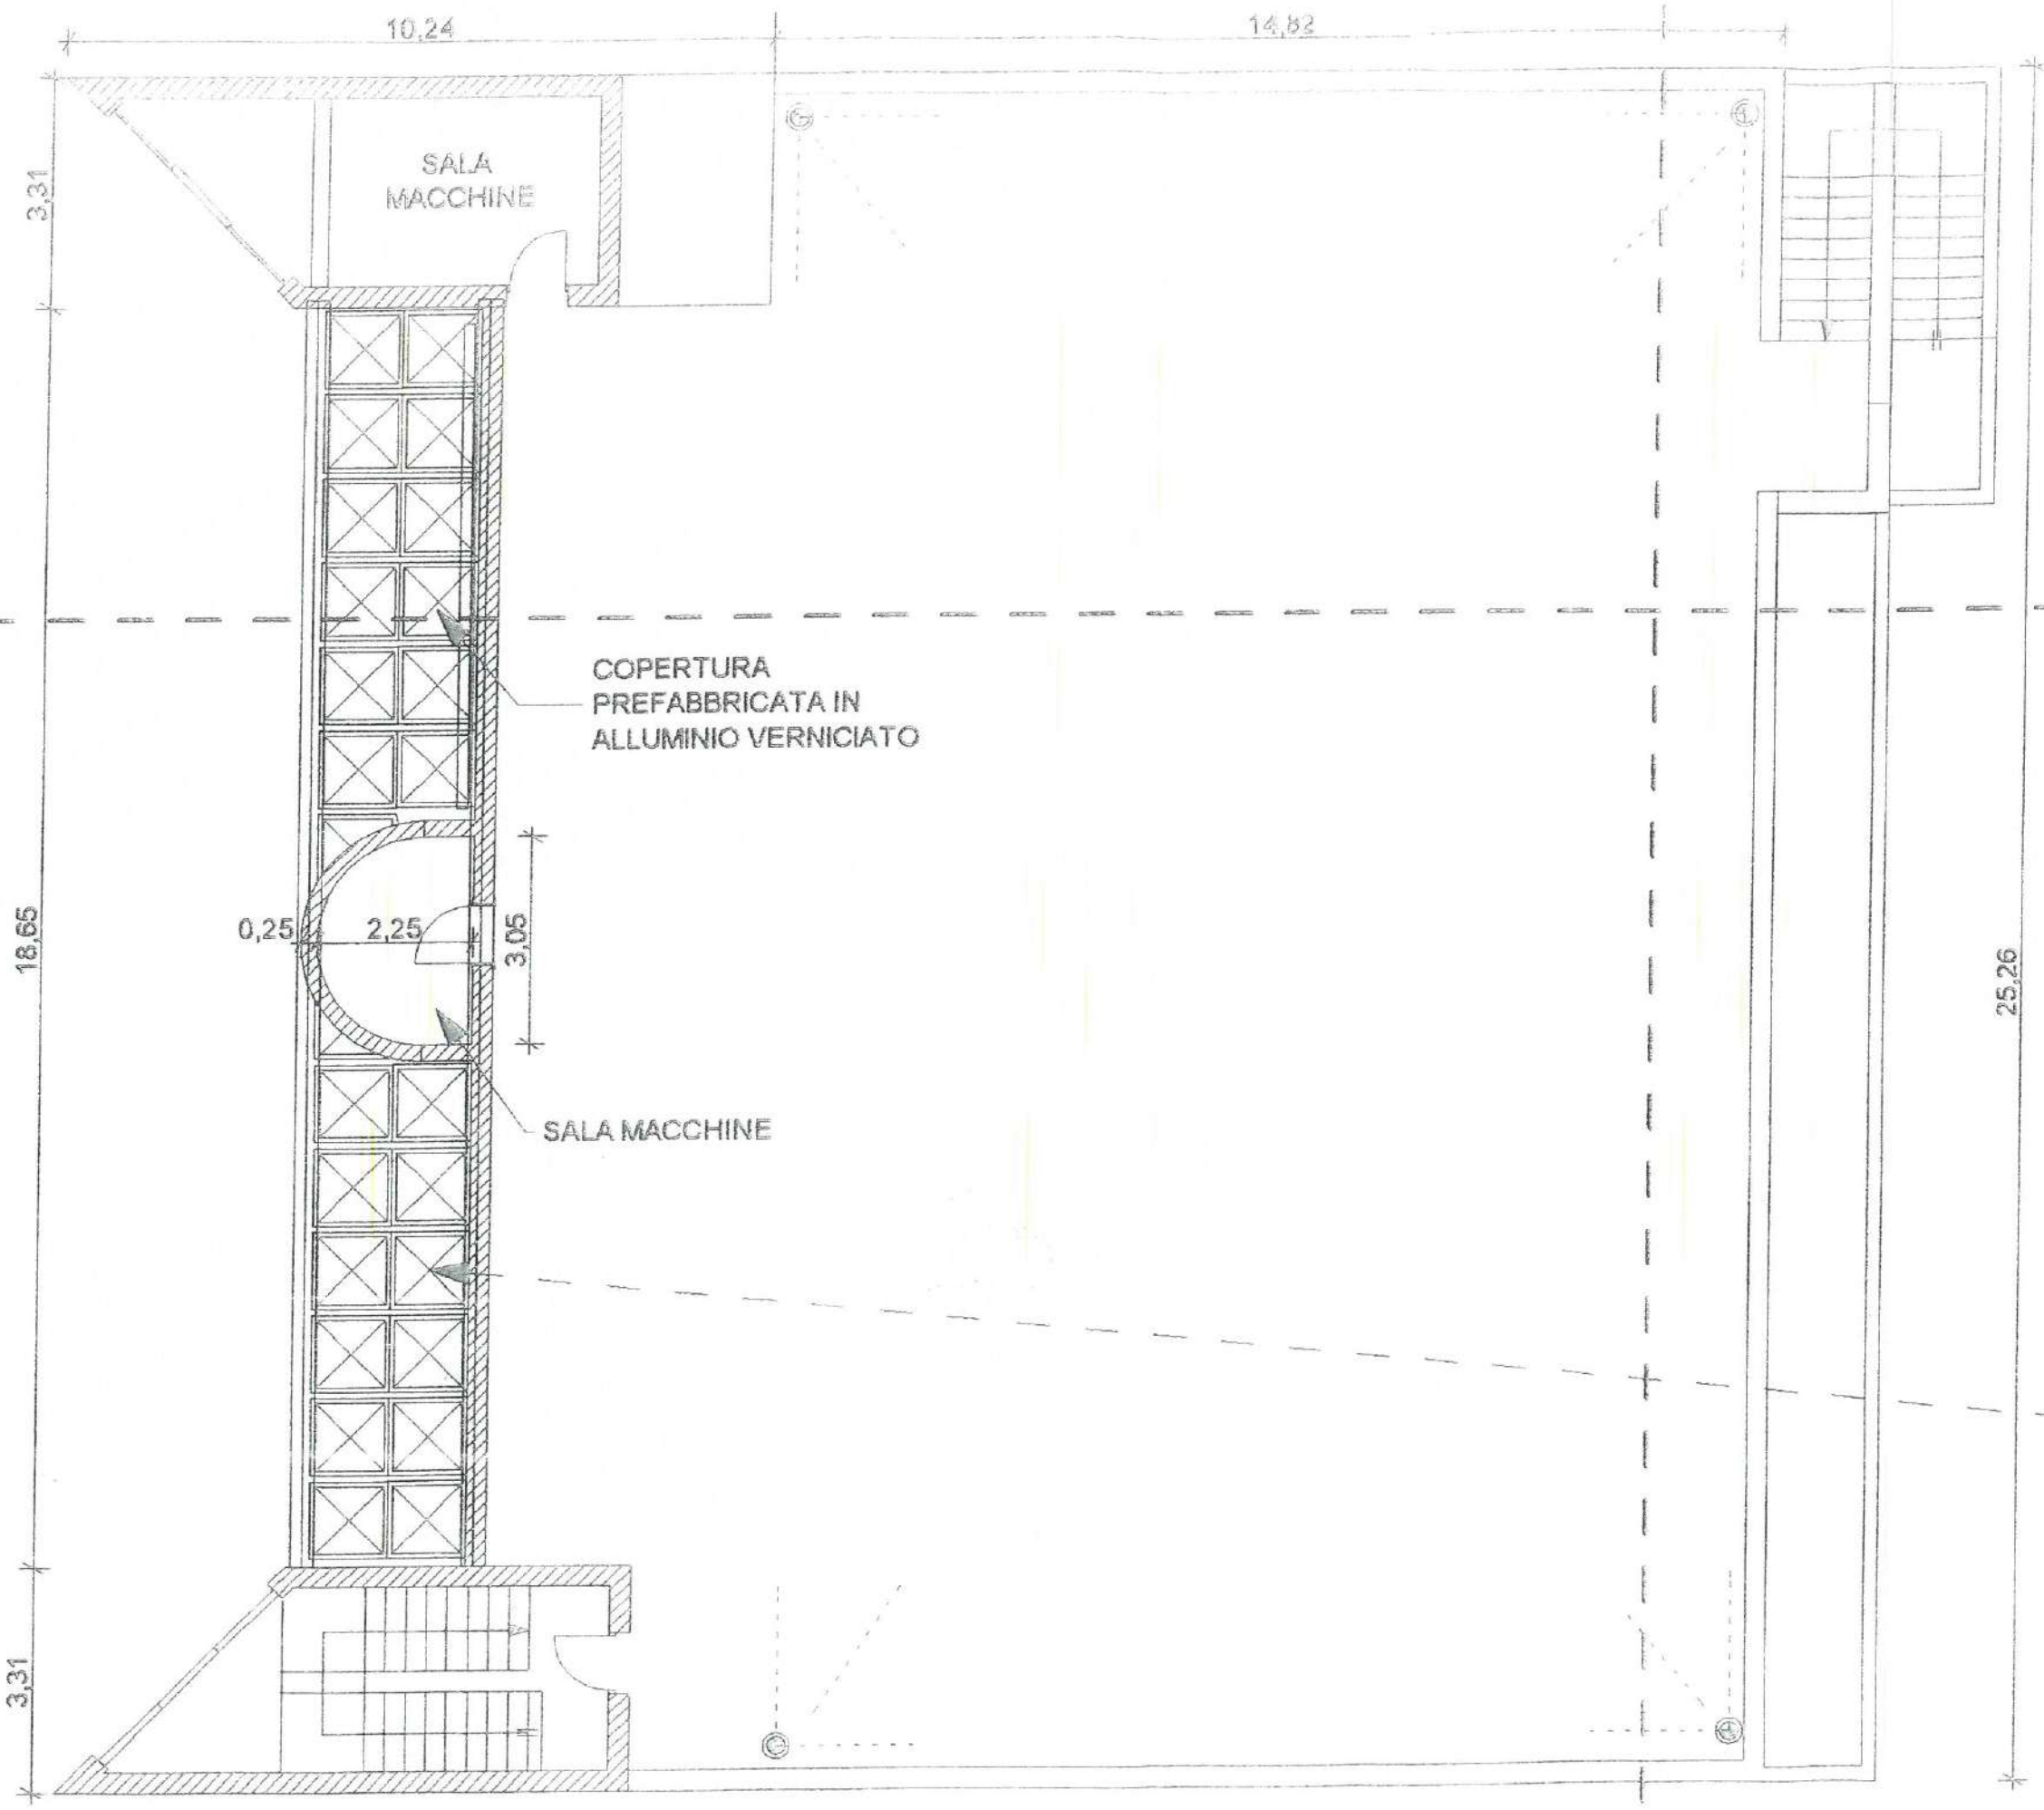 10,24
14,82
3,31
SALA
MACCHINE
COPERTURA
PREFABBRICATA IN
ALLUMINIO VERNICIATO
18,65
0,25
2,25
3,05
25,26
SALA MACCHINE
3,31